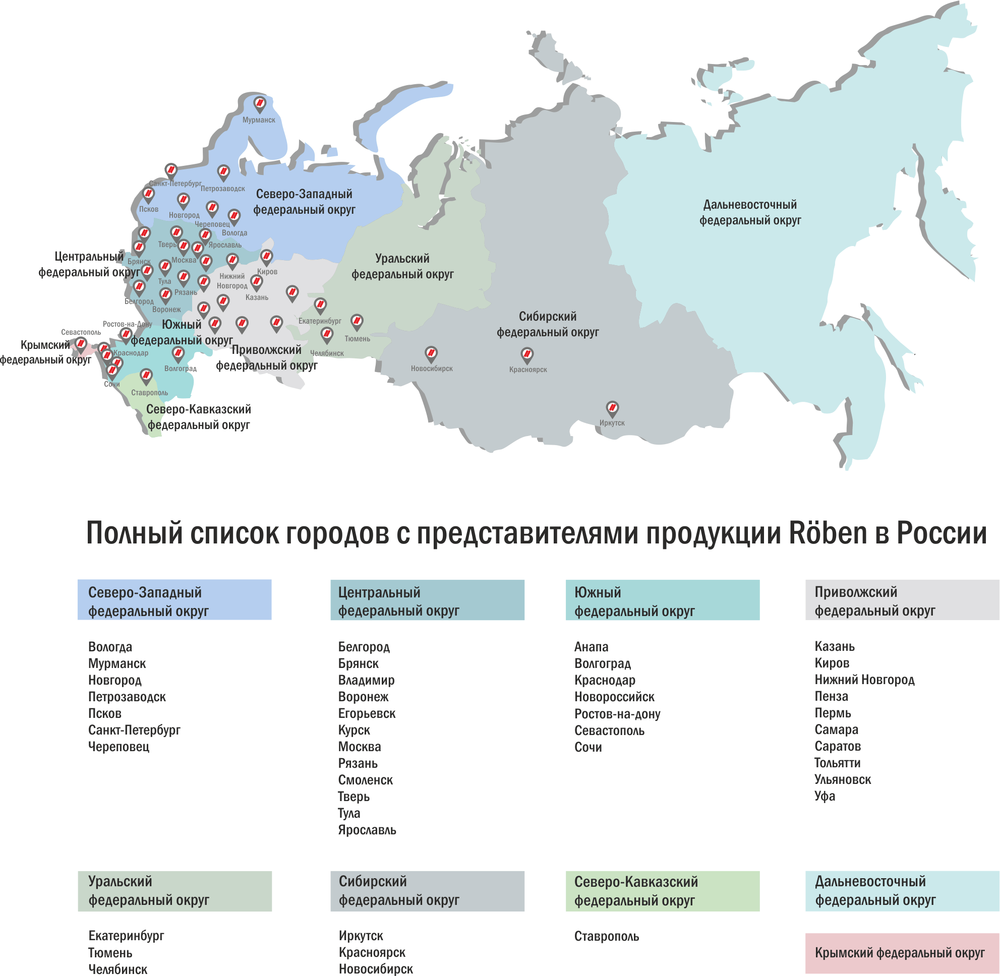 Мурманск
Санкт-Петербург
Петрозаводск
Северо-Западный
федеральный округ
Псков
Новгород
Череповец
Вологда
Дальневосточный
федеральный округ
Тверь
Ярославль
Центральный
федеральный округ
Брянск
Москва
Уральский
федеральный округ
Киров
Нижний
Новгород
Тула
Рязань
Казань
Белгород
Воронеж
Екатеринбург
Сибирский
федеральный округ
Ростов-на-Дону
Южный
федеральный округ
Севастополь
Крымский
федеральный округ
Тюмень
Краснодар
Приволжский
федеральный округ
Челябинск
Волгоград
Новосибирск
Красноярск
Сочи
Ставрополь
Северо-Кавказский
федеральный округ
Иркутск
Полный список городов с представителями продукции Röben в России
Северо-Западный
федеральный округ
Вологда
Мурманск
Новгород
Петрозаводск
Псков
Санкт-Петербург
Череповец
Центральный
федеральный округ
Белгород
Брянск
Владимир
Воронеж
Егорьевск
Курск
Москва
Рязань
Смоленск
Тверь
Тула
Ярославль
Южный
федеральный округ
Анапа
Волгоград
Краснодар
Новороссийск
Ростов-на-дону
Севастополь
Сочи
Приволжский
федеральный округ
Казань
Киров
Нижний Новгород
Пенза
Пермь
Самара
Саратов
Тольятти
Ульяновск
Уфа
Уральский
федеральный округ
Екатеринбург
Тюмень
Челябинск
Сибирский
федеральный округ
Иркутск
Красноярск
Новосибирск
Северо-Кавказский
федеральный округ
Ставрополь
Дальневосточный
федеральный округ
Крымский федеральный округ